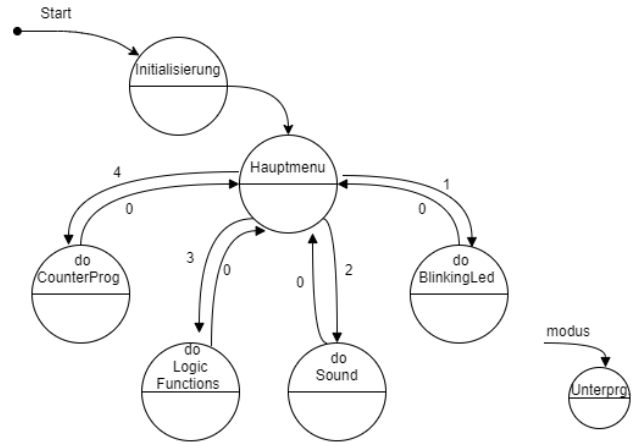 Start
Initialisierung
Hauptmenu
4
0
1
0
3
0
2
0
do
CounterProg
do
BlinkingLed
do
Logic
Functions
do
Sound
modus
Unterprg